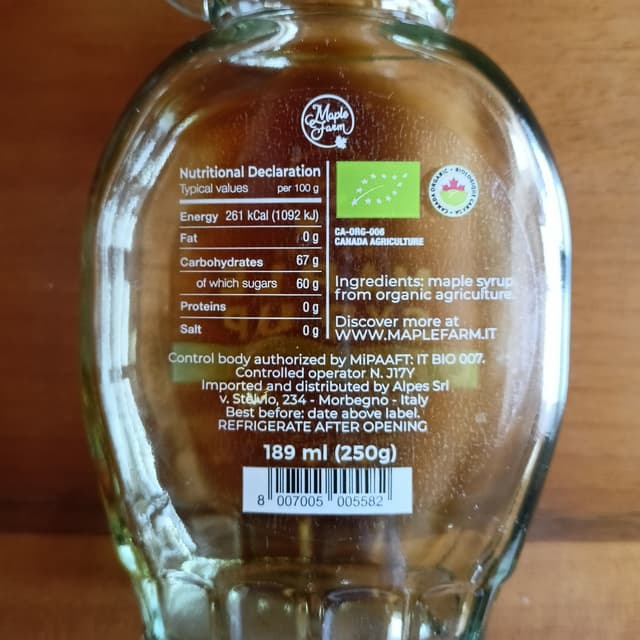 Maple
Farm
Nutritional Declaration
Typical values per 100 g
Energy 261 kCal (1092 kJ)
Fat 0 g
Carbohydrates 67 g
of which sugars 60 g
Proteins 0 g
Salt 0 g
CANADA ORGANIC • BIOLOGIQUE CANADA
CA-ORG-006
CANADA AGRICULTURE
Ingredients: maple syrup
from organic agriculture.
Discover more at
WWW.MAPLEFARM.IT
Control body authorized by MiPAAFT: IT BIO 007.
Controlled operator N. J17Y
Imported and distributed by Alpes Srl
v. Stelvio, 234 - Morbegno - Italy
Best before: date above label.
REFRIGERATE AFTER OPENING
189 ml (250g)
8 007005 005582